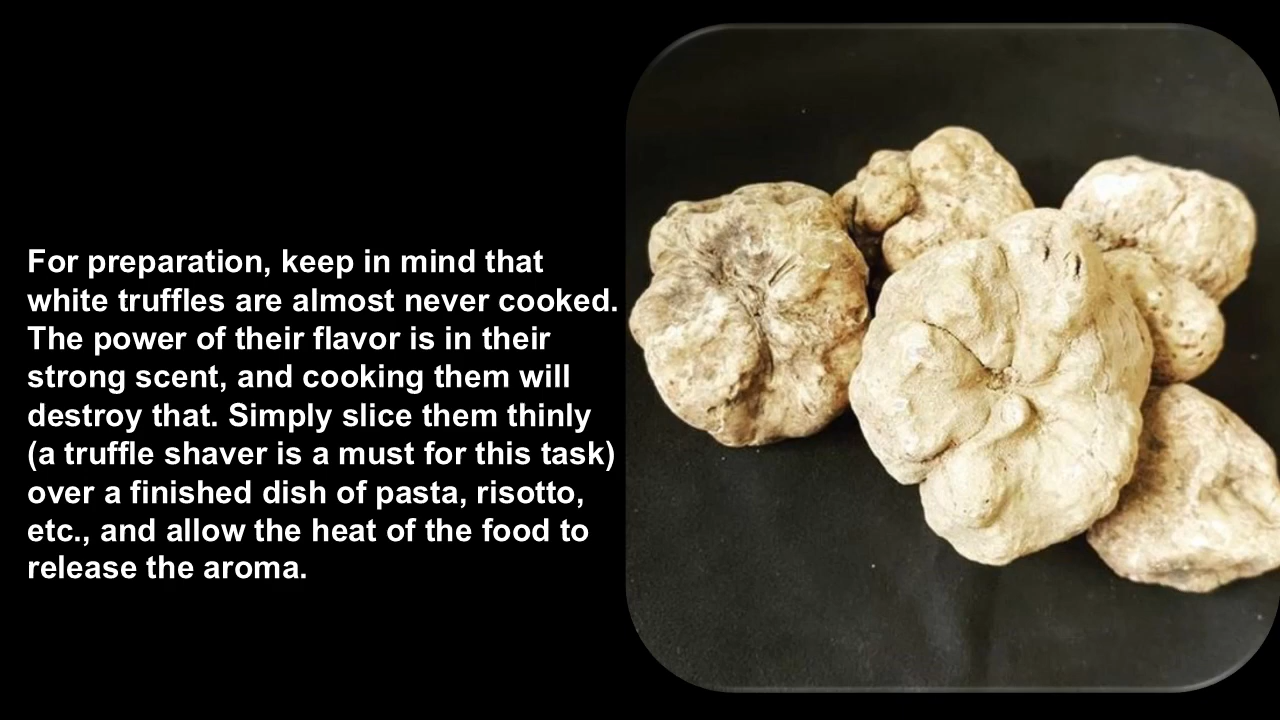 For preparation, keep in mind that
white truffles are almost never cooked.
The power of their flavor is in their
strong scent, and cooking them will
destroy that. Simply slice them thinly
(a truffle shaver is a must for this task)
over a finished dish of pasta, risotto,
etc., and allow the heat of the food to
release the aroma.